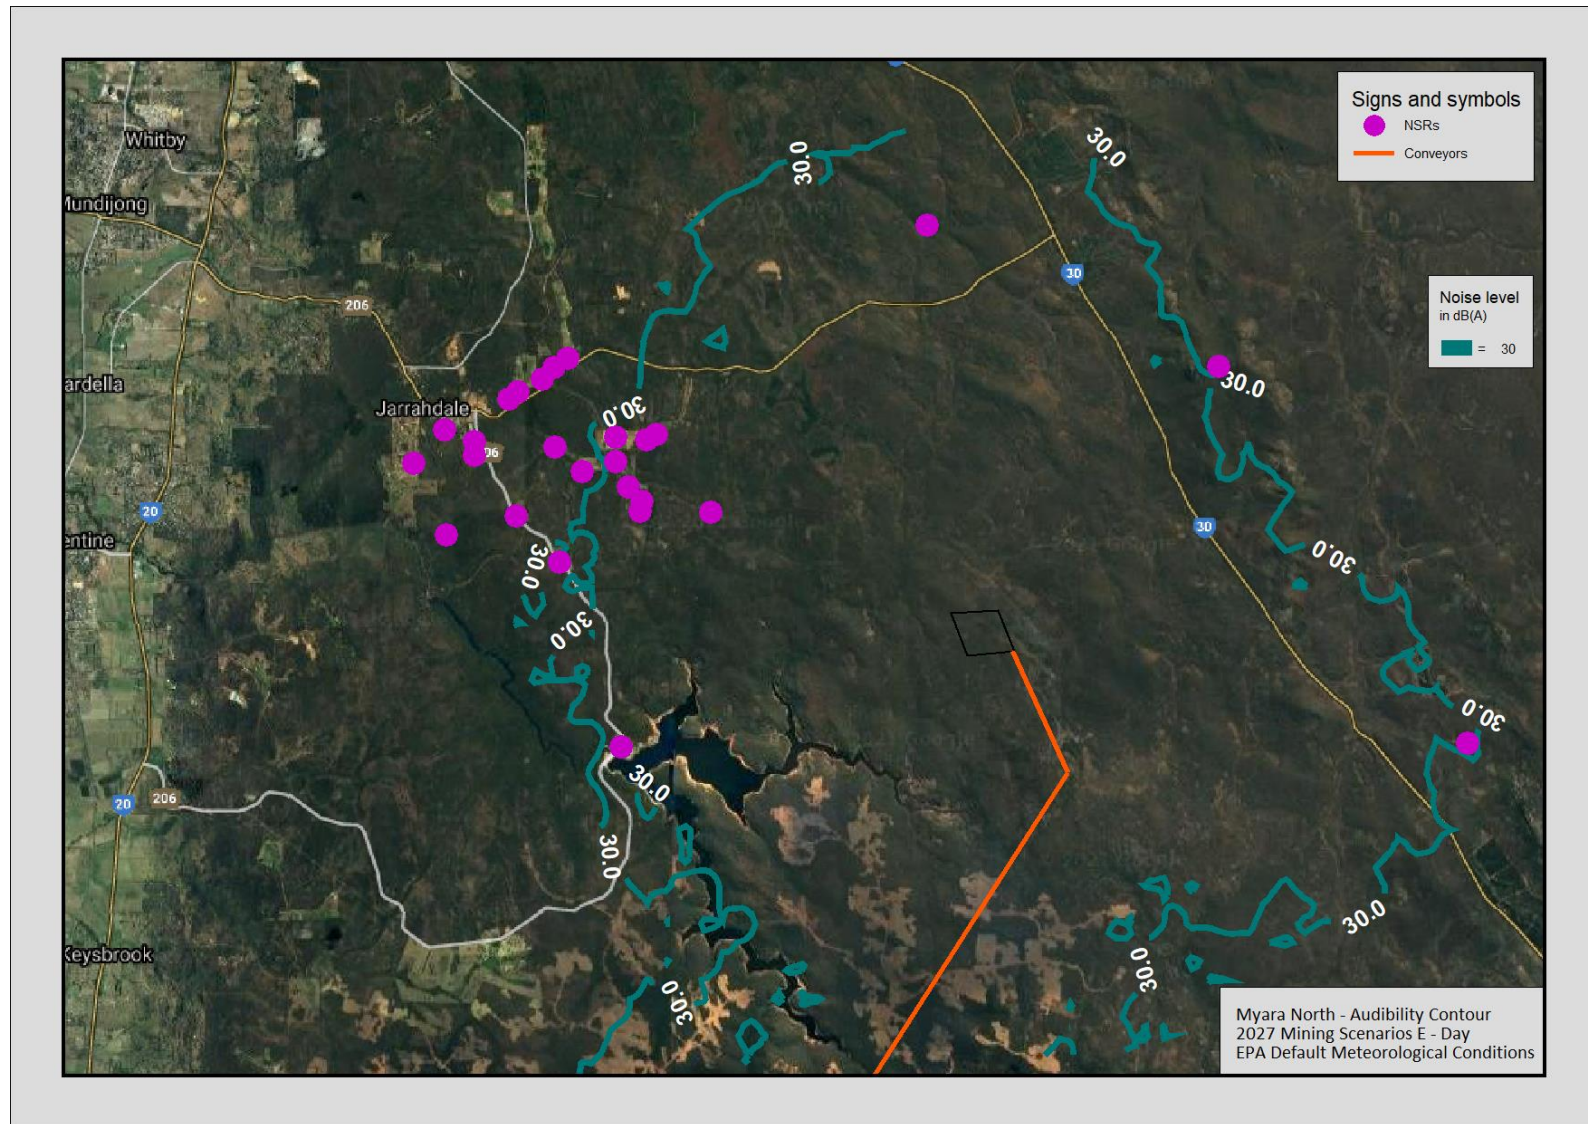 Whitby
Mundijong
206
ardella
Jarrahdale
06
20
entine
20
206
Keysbrook
30.0
30.0
30
30.0
30.0
30
30.0
30.0
30.0
30.0
30.0
30.0
30.0
30.0
30.0
Signs and symbols
NSRs
Conveyors
Noise level
in dB(A)
= 30
Myara North - Audibility Contour
2027 Mining Scenarios E - Day
EPA Default Meteorological Conditions